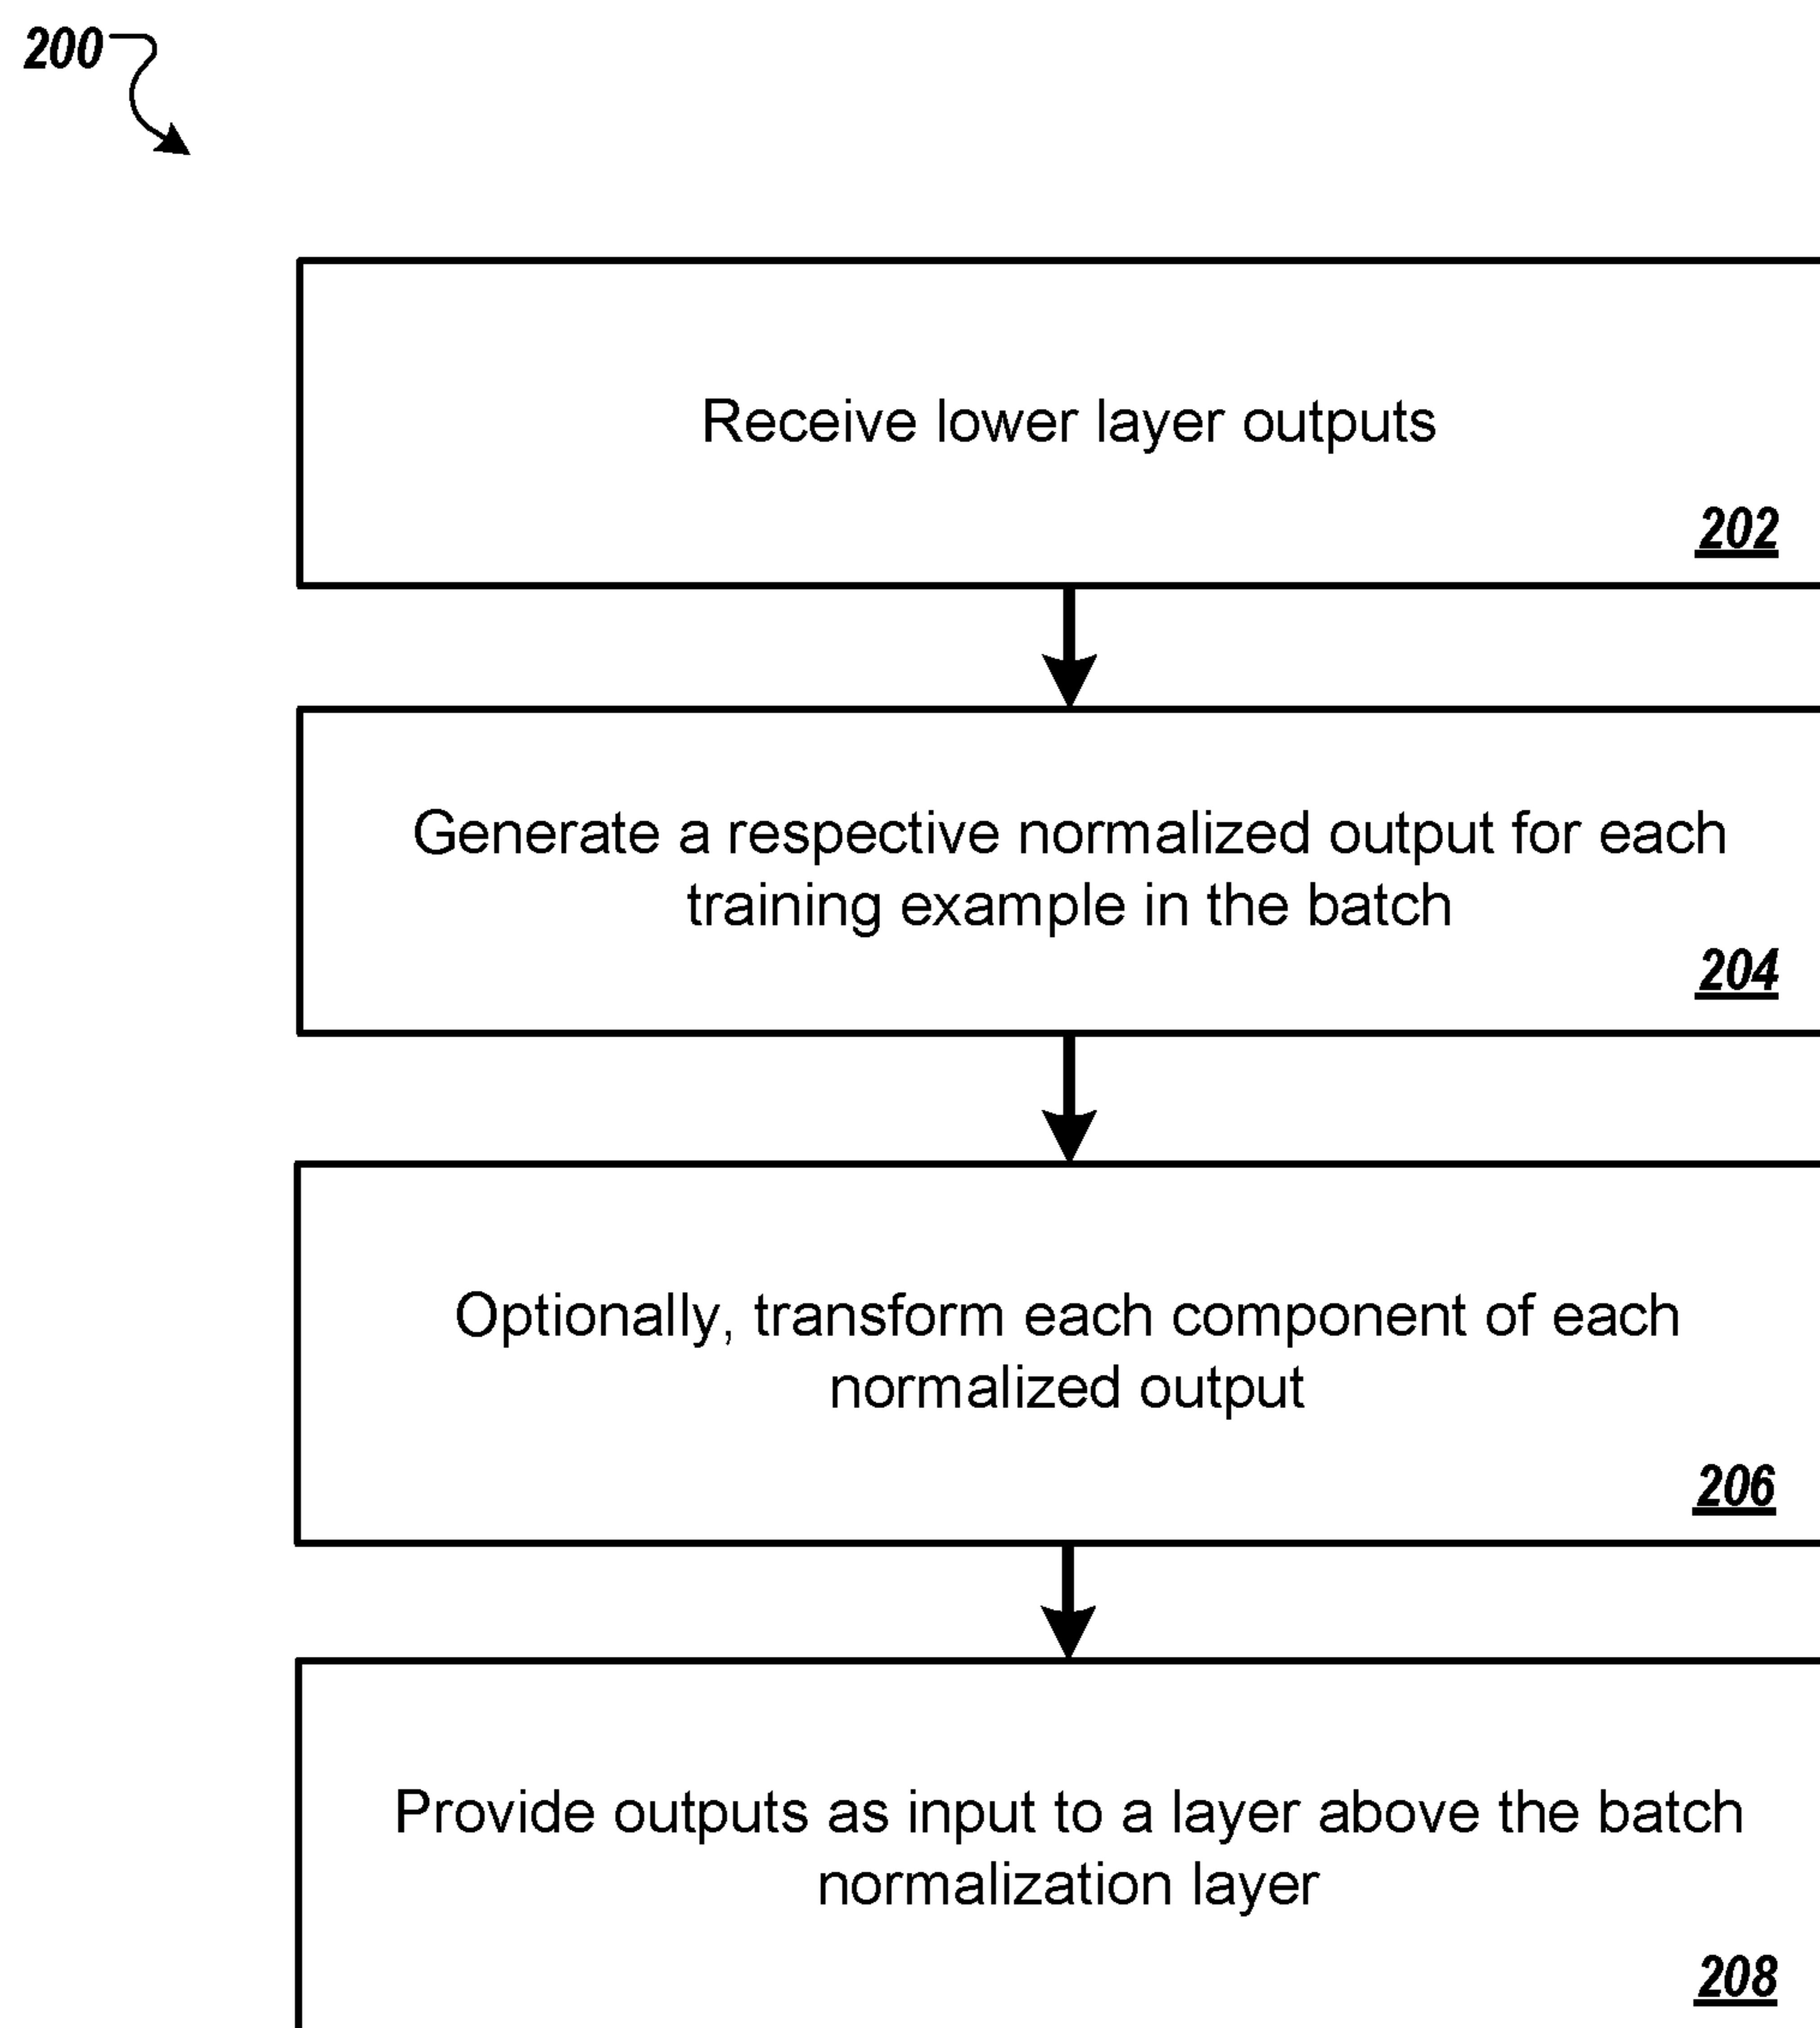 200
Receive lower layer outputs
202
Generate a respective normalized output for each
training example in the batch
204
Optionally, transform each component of each
normalized output
206
Provide outputs as input to a layer above the batch
normalization layer
208